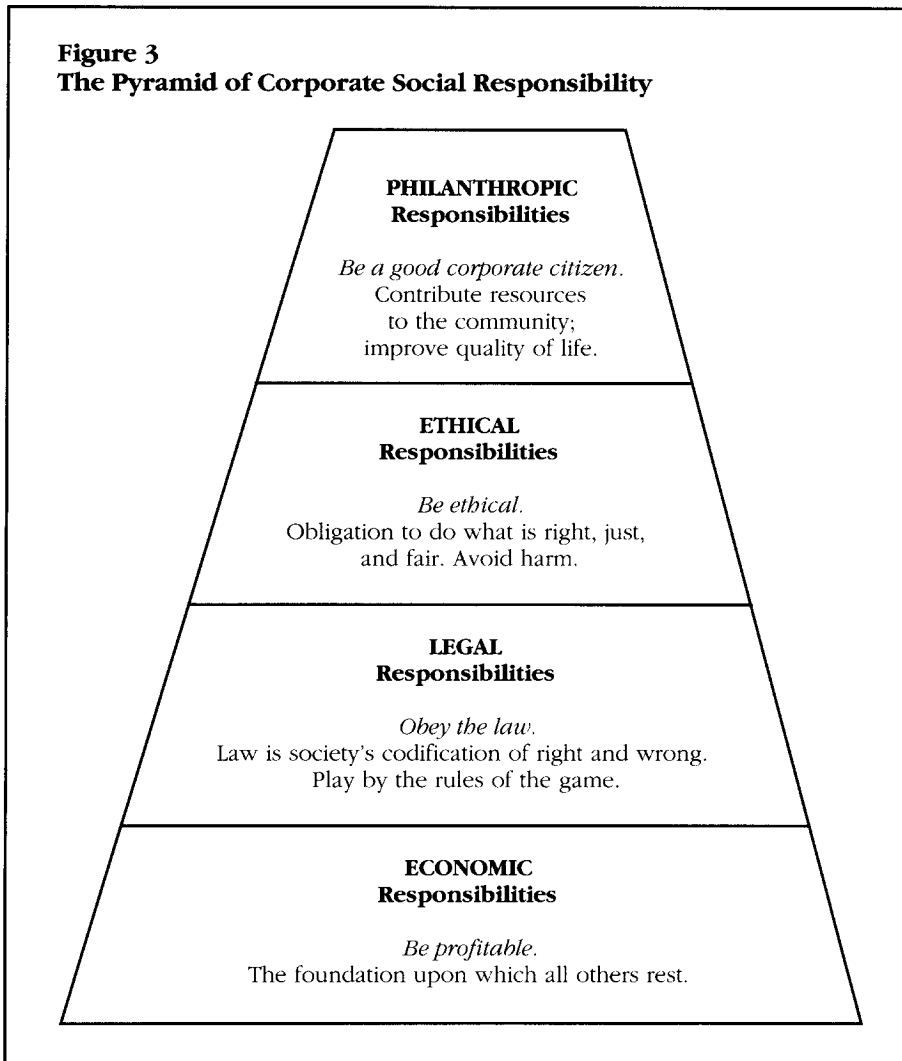 Figure 3
The Pyramid of Corporate Social Responsibility
PHILANTHROPIC
Responsibilities
Be a good corporate citizen.
Contribute resources
to the community;
improve quality of life.
ETHICAL
Responsibilities
Be ethical.
Obligation to do what is right, just,
and fair. Avoid harm.
LEGAL
Responsibilities
Obey the law.
Law is society's codification of right and wrong.
Play by the rules of the game.
ECONOMIC
Responsibilities
Be profitable.
The foundation upon which all others rest.